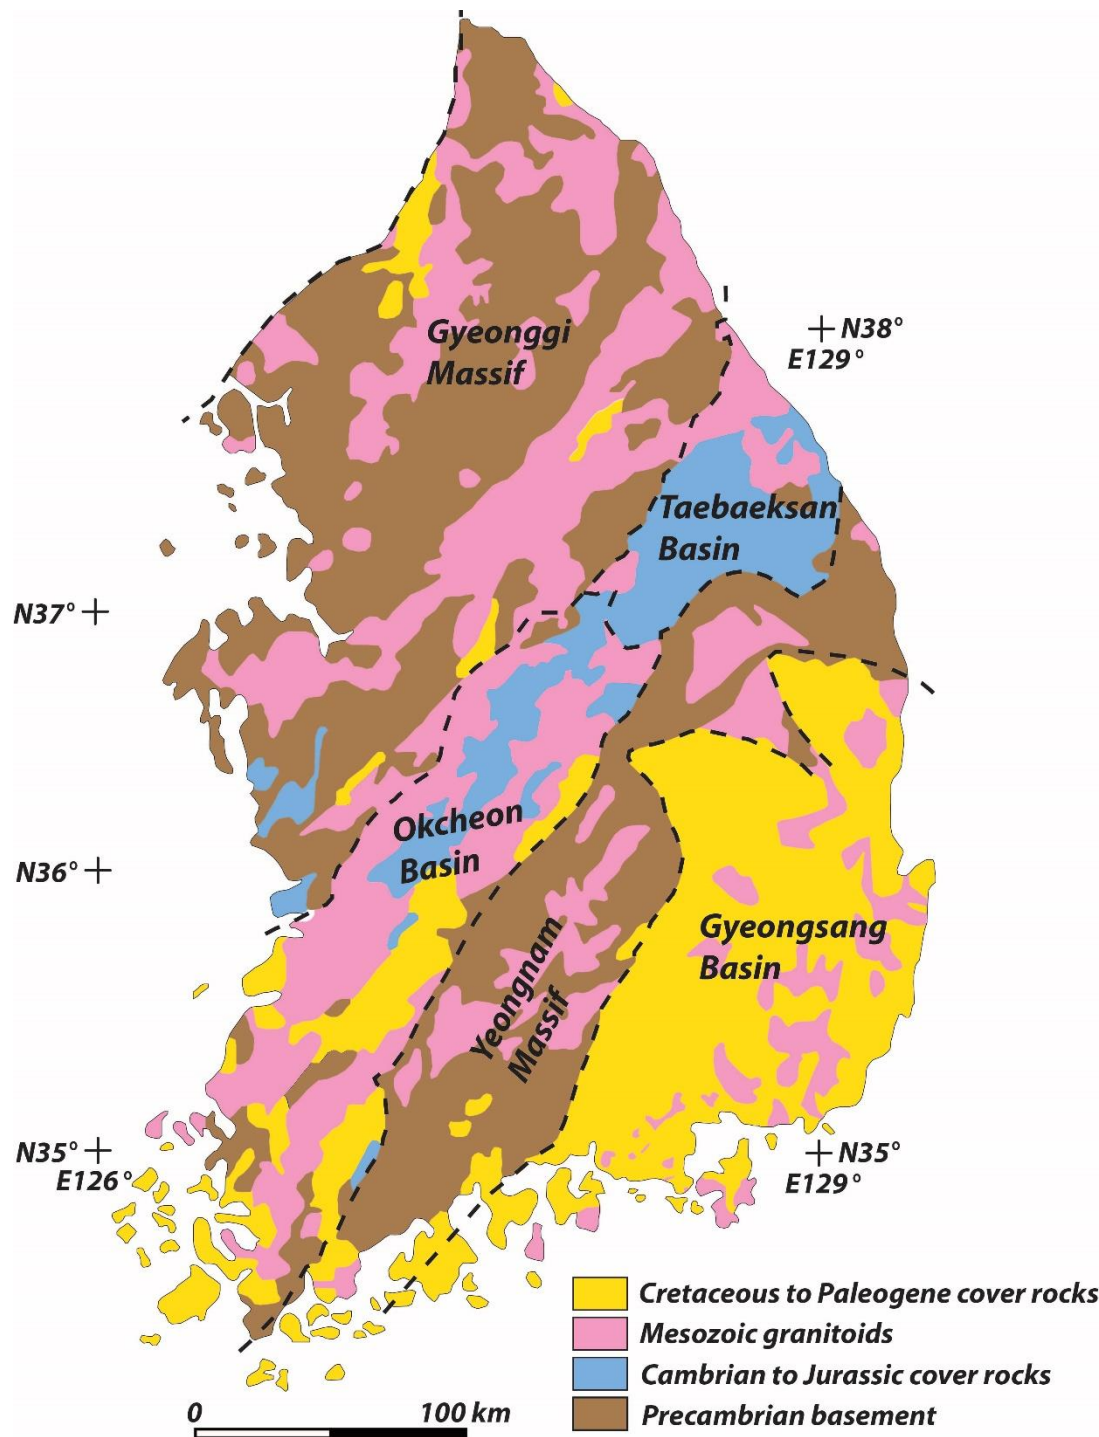 Gyeonggi
Massif
N38°
E129°
Taebaeksan
Basin
N37°
Okcheon
Basin
N36°
Yeongnam
Massif
Gyeongsang
Basin
N35°
E126°
N35°
E129°
Cretaceous to Paleogene cover rocks
Mesozoic granitoids
Cambrian to Jurassic cover rocks
Precambrian basement
0 100 km